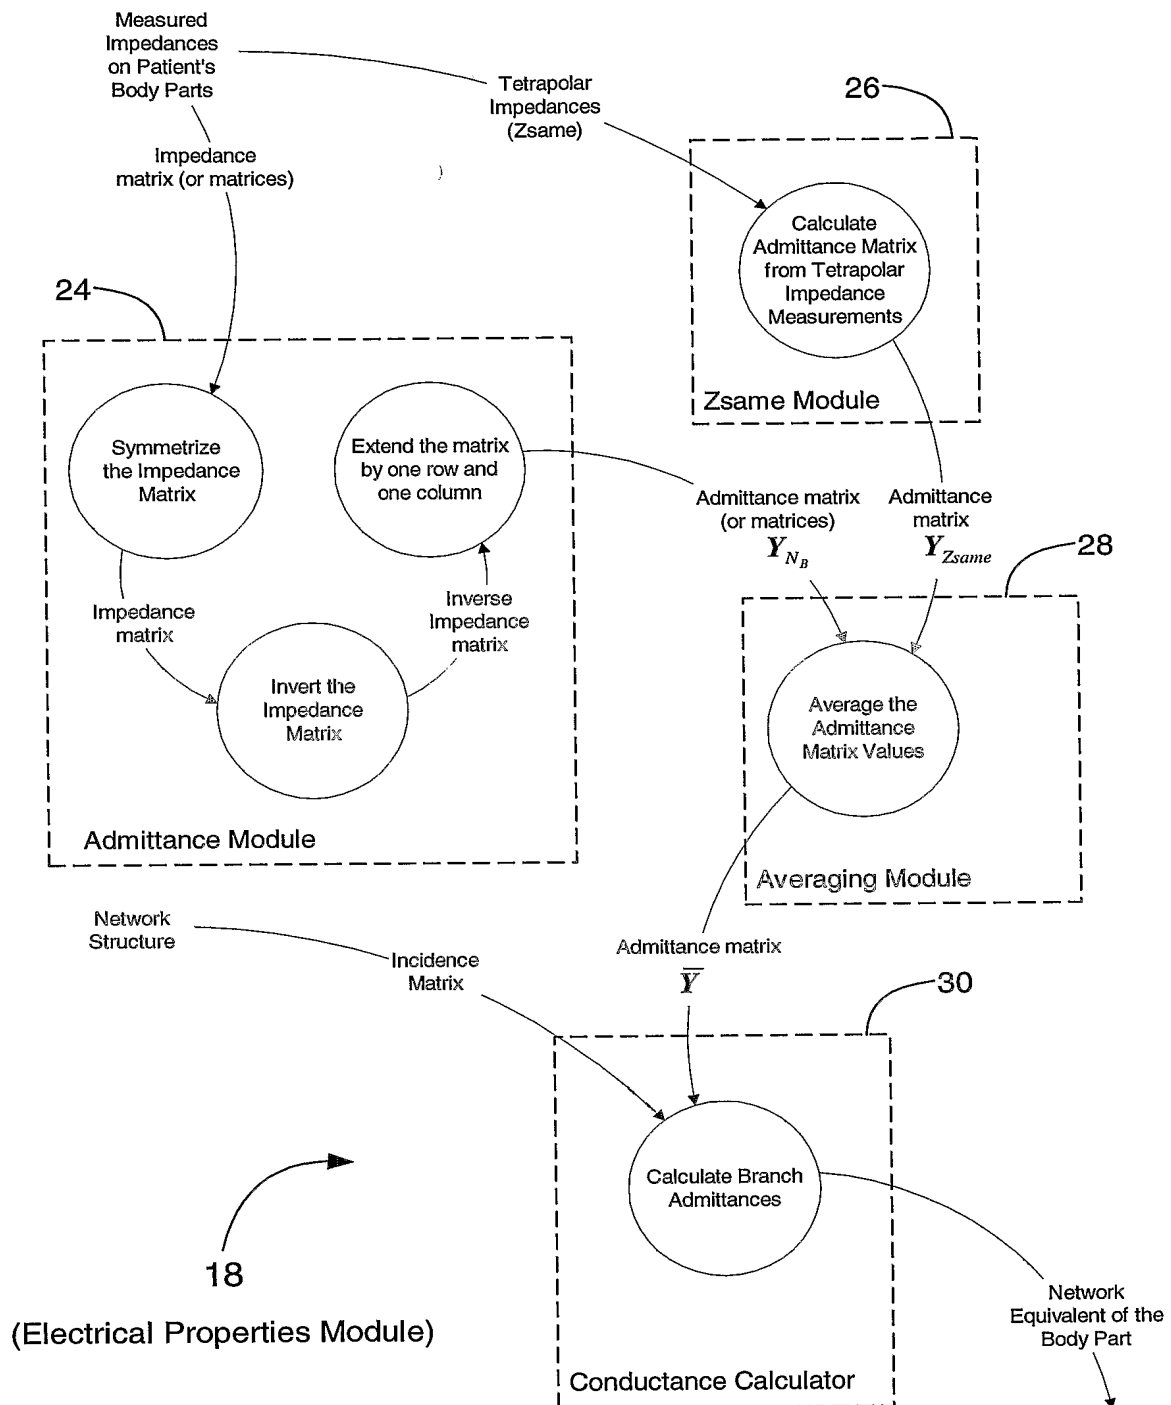 Measured
Impedances
on Patient's
Body Parts
Tetrapolar
Impedances
(Zsame)
26
Impedance
matrix (or matrices)
Calculate
Admittance Matrix
from Tetrapolar
Impedance
Measurements
Zsame Module
24
Symmetrize
the Impedance
Matrix
Extend the matrix
by one row and
one column
Admittance matrix
(or matrices)
Y_{N_B}
Admittance
matrix
Y_{Zsame}
28
Impedance
matrix
Inverse
Impedance
matrix
Invert the
Impedance
Matrix
Average the
Admittance
Matrix Values
Admittance Module
Averaging Module
Network
Structure
Incidence
Matrix
Admittance matrix
Y̅
30
Calculate Branch
Admittances
18
(Electrical Properties Module)
Network
Equivalent of the
Body Part
Conductance Calculator